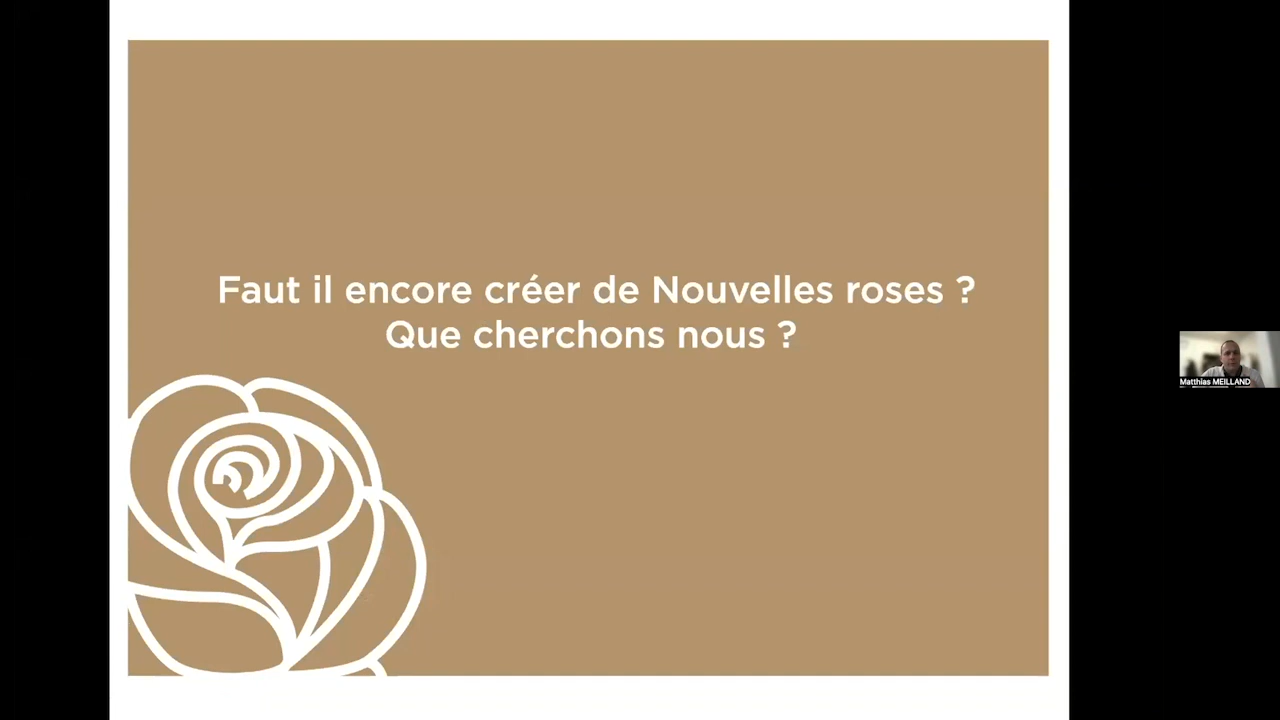 Faut il encore créer de Nouvelles roses ?
Que cherchons nous ?
Matthias MEILLAND